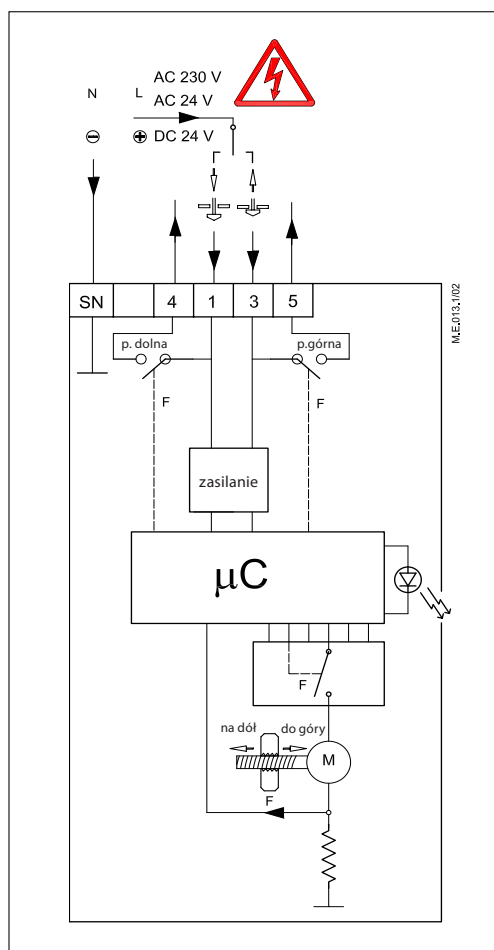 AC 230 V
N L AC 24 V
⊖ ⊕ DC 24 V
SN 4 1 3 5
M.E.013.1/02
p. dolna p.górna
F F
zasilanie
µC
F
na dół do góry
M
F